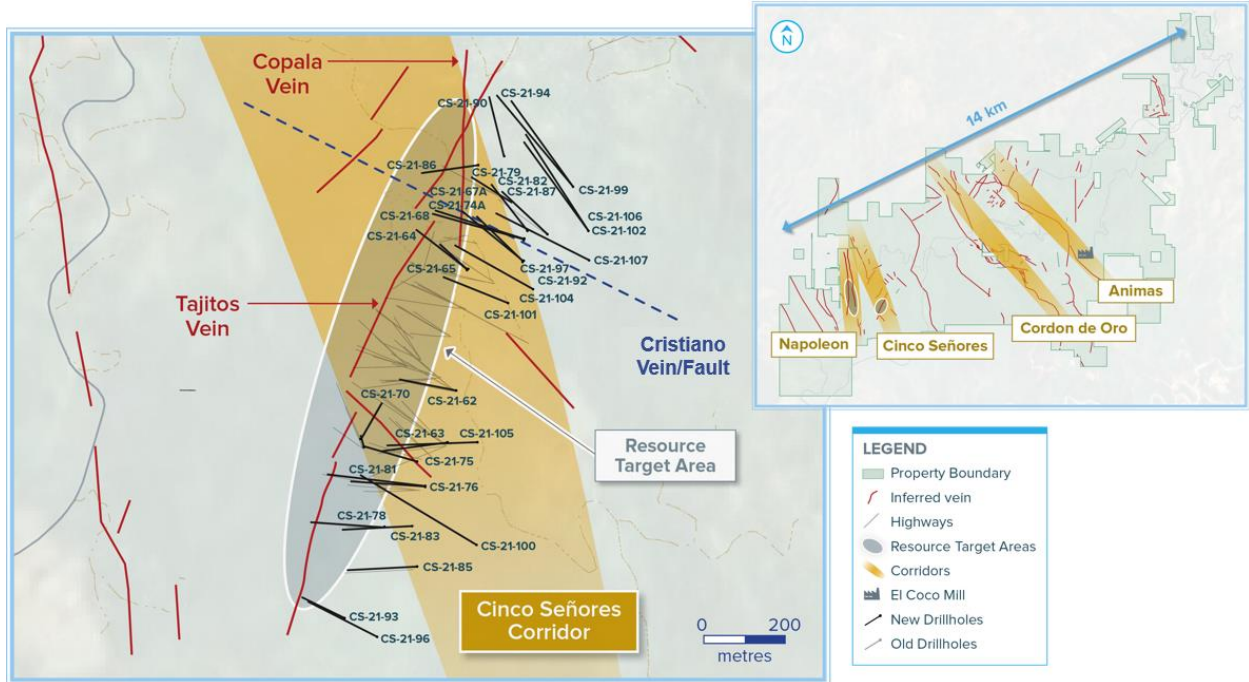 Copala
Vein
CS-21-90
CS-21-94
CS-21-86
CS-21-79
CS-21-82
CS-21-67A
CS-21-87
CS-21-99
CS-21-74A
CS-21-68
CS-21-106
CS-21-64
CS-21-102
CS-21-107
CS-21-65
CS-21-97
CS-21-92
CS-21-104
CS-21-101
Tajitos
Vein
Cristiano
Vein/Fault
CS-21-70
CS-21-62
CS-21-63
CS-21-105
CS-21-75
CS-21-81
CS-21-76
Resource
Target Area
CS-21-78
CS-21-83
CS-21-100
CS-21-85
CS-21-93
CS-21-96
Cinco Señores
Corridor
0 200
metres
N
14 km
Animas
Cordon de Oro
Napoleon
Cinco Señores
LEGEND
Property Boundary
Inferred vein
Highways
Resource Target Areas
Corridors
El Coco Mill
New Drillholes
Old Drillholes